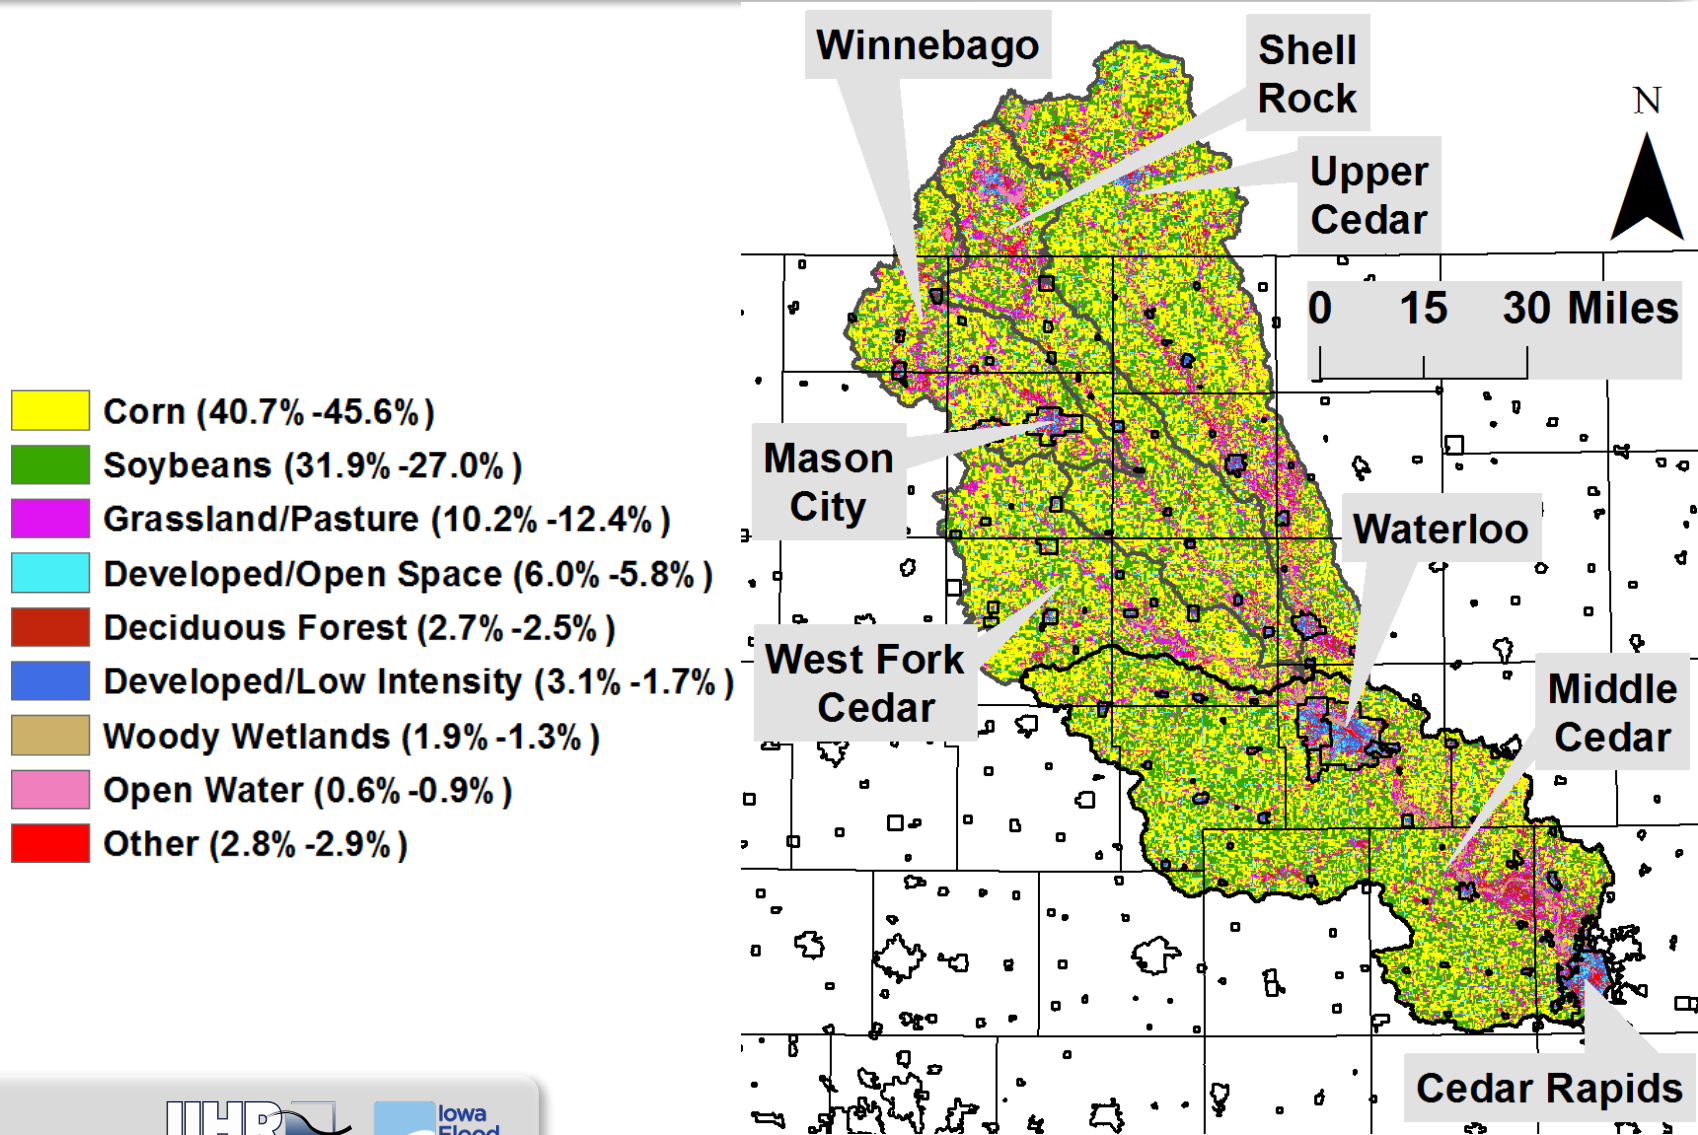 Winnebago
Shell
Rock
N
Upper
Cedar
0 15 30 Miles
Corn (40.7% -45.6%)
Soybeans (31.9% -27.0%)
Mason
City
Grassland/Pasture (10.2% -12.4%)
Waterloo
Developed/Open Space (6.0% -5.8%)
Deciduous Forest (2.7% -2.5%)
West Fork
Cedar
Developed/Low Intensity (3.1% -1.7%)
Middle
Cedar
Woody Wetlands (1.9% -1.3%)
Open Water (0.6% -0.9%)
Other (2.8% -2.9%)
Cedar Rapids
IIHR
Iowa
Flood